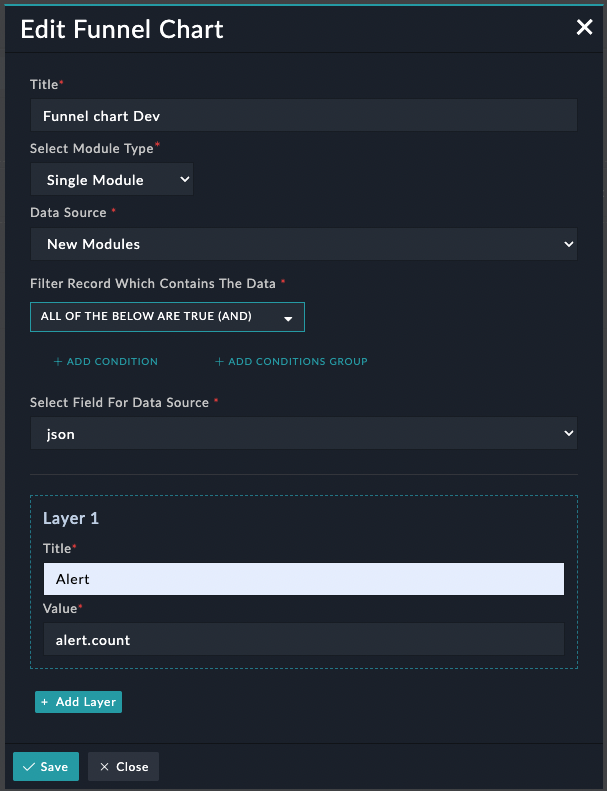 Edit Funnel Chart
Title*
Funnel chart Dev
Select Module Type*
Single Module
Data Source *
New Modules
Filter Record Which Contains The Data *
ALL OF THE BELOW ARE TRUE (AND)
+ ADD CONDITION + ADD CONDITIONS GROUP
Select Field For Data Source *
json
Layer 1
Title*
Alert
Value*
alert.count
+ Add Layer
Save × Close